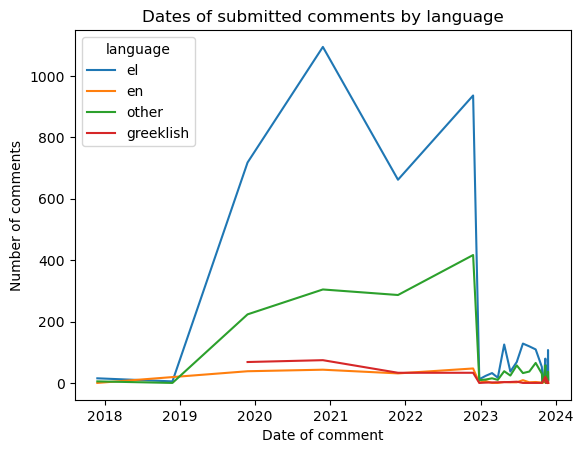 Dates of submitted comments by language
language
el
en
other
greeklish
Number of comments
1000
800
600
400
200
0
2018 2019 2020 2021 2022 2023 2024
Date of comment